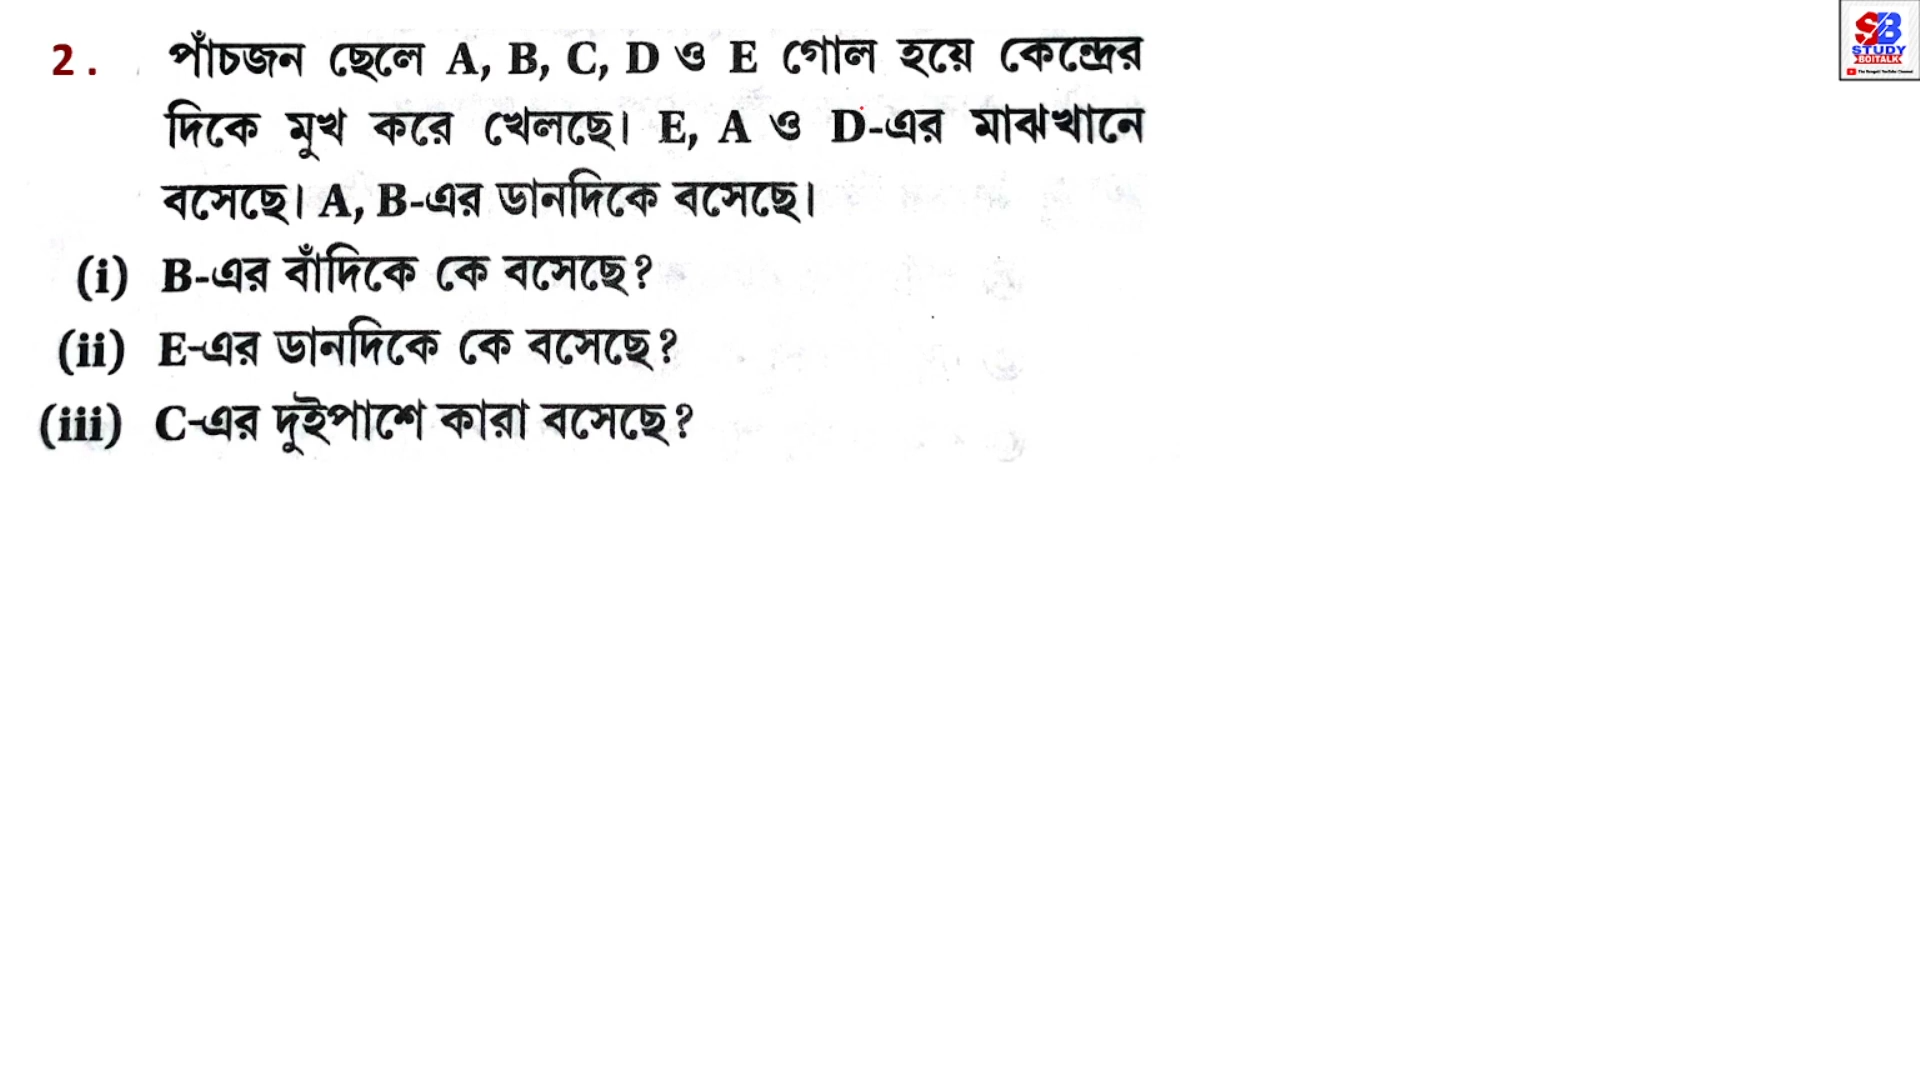 2. পাঁচজন ছেলে A, B, C, D ও E গোল হয়ে কেন্দ্রের
দিকে মুখ করে খেলছে। E, A ও D-এর মাঝখানে
বসেছে। A, B-এর ডানদিকে বসেছে।
(i) B-এর বাঁদিকে কে বসেছে?
(ii) E-এর ডানদিকে কে বসেছে?
(iii) C-এর দুইপাশে কারা বসেছে?
SB
STUDY
BOITALK